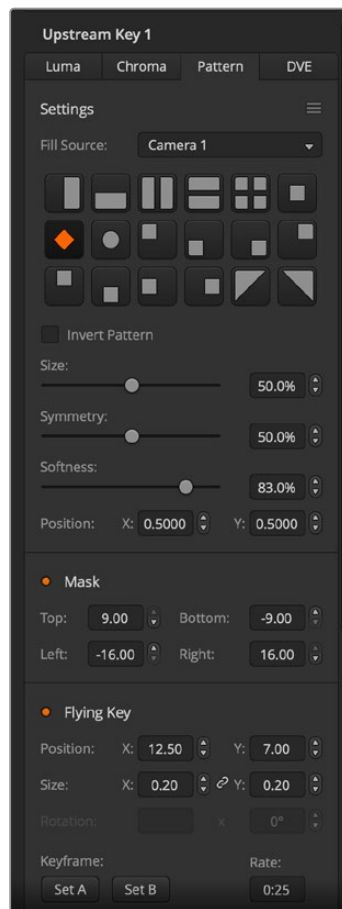 Upstream Key 1
Luma Chroma Pattern DVE
Settings
Fill Source: Camera 1
Invert Pattern
Size:
50.0%
Symmetry:
50.0%
Softness:
83.0%
Position: X: 0.5000 Y: 0.5000
Mask
Top: 9.00 Bottom: -9.00
Left: -16.00 Right: 16.00
Flying Key
Position: X: 12.50 Y: 7.00
Size: X: 0.20 Y: 0.20
Rotation: x 0°
Keyframe: Rate:
Set A Set B 0:25